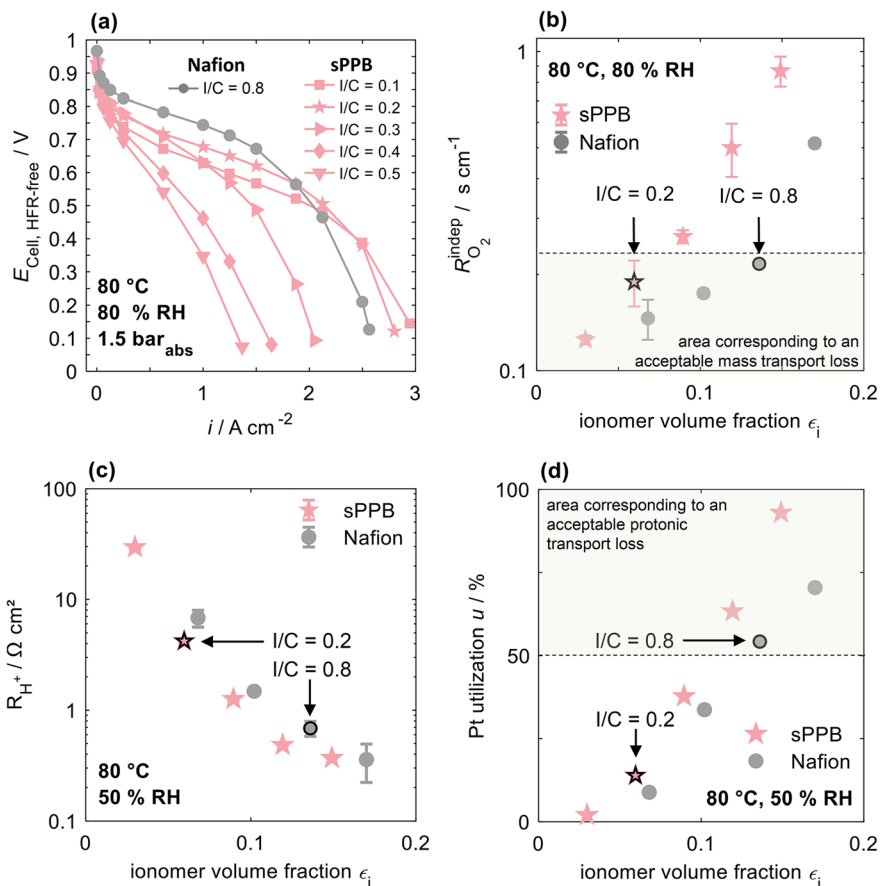 (a)
Nafion
I/C = 0.8
sPPB
I/C = 0.1
I/C = 0.2
I/C = 0.3
I/C = 0.4
I/C = 0.5
80 °C
80 % RH
1.5 bar_abs
E_Cell, HFR-free / V
1
0.9
0.8
0.7
0.6
0.5
0.4
0.3
0.2
0.1
0
0
1
2
3
i / A cm⁻²
(b)
80 °C, 80 % RH
sPPB
Nafion
I/C = 0.2
I/C = 0.8
area corresponding to an
acceptable mass transport loss
R_O₂^indep / s cm⁻¹
1
0.1
0
0.1
0.2
ionomer volume fraction ϵ_i
(c)
sPPB
Nafion
I/C = 0.2
I/C = 0.8
80 °C
50 % RH
R_H⁺ / Ω cm²
100
10
1
0.1
0
0.1
0.2
ionomer volume fraction ϵ_i
(d)
area corresponding to an
acceptable protonic
transport loss
I/C = 0.8
I/C = 0.2
sPPB
Nafion
80 °C, 50 % RH
Pt utilization u / %
100
50
0
0
0.1
0.2
ionomer volume fraction ϵ_i